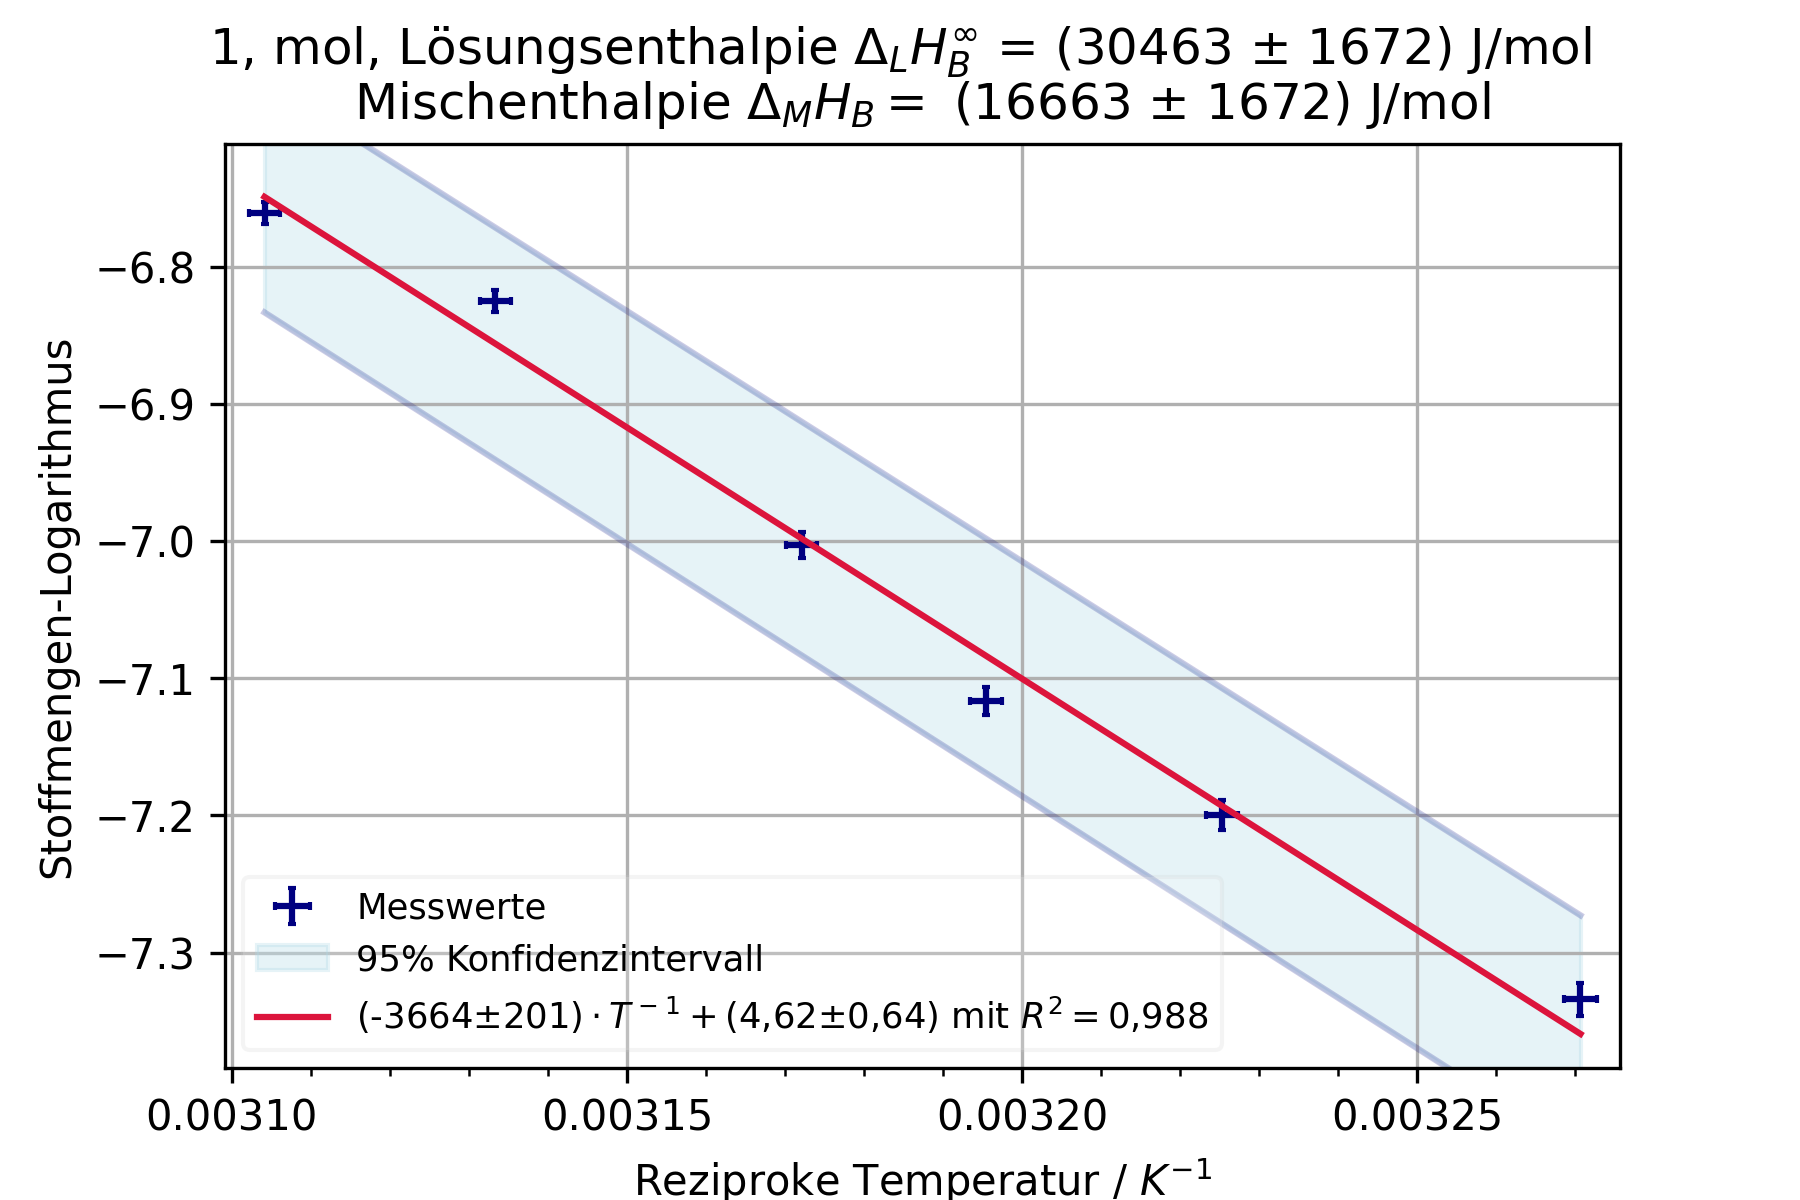 1, mol, Lösungsenthalpie Δ_L H_B^∞ = (30463 ± 1672) J/mol
Mischenthalpie Δ_M H_B = (16663 ± 1672) J/mol
Stoffmengen-Logarithmus
−6.8
−6.9
−7.0
−7.1
−7.2
−7.3
Messwerte
95% Konfidenzintervall
(-3664±201) · T^−1 + (4,62±0,64) mit R^2 = 0,988
0.00310 0.00315 0.00320 0.00325
Reziproke Temperatur / K^−1